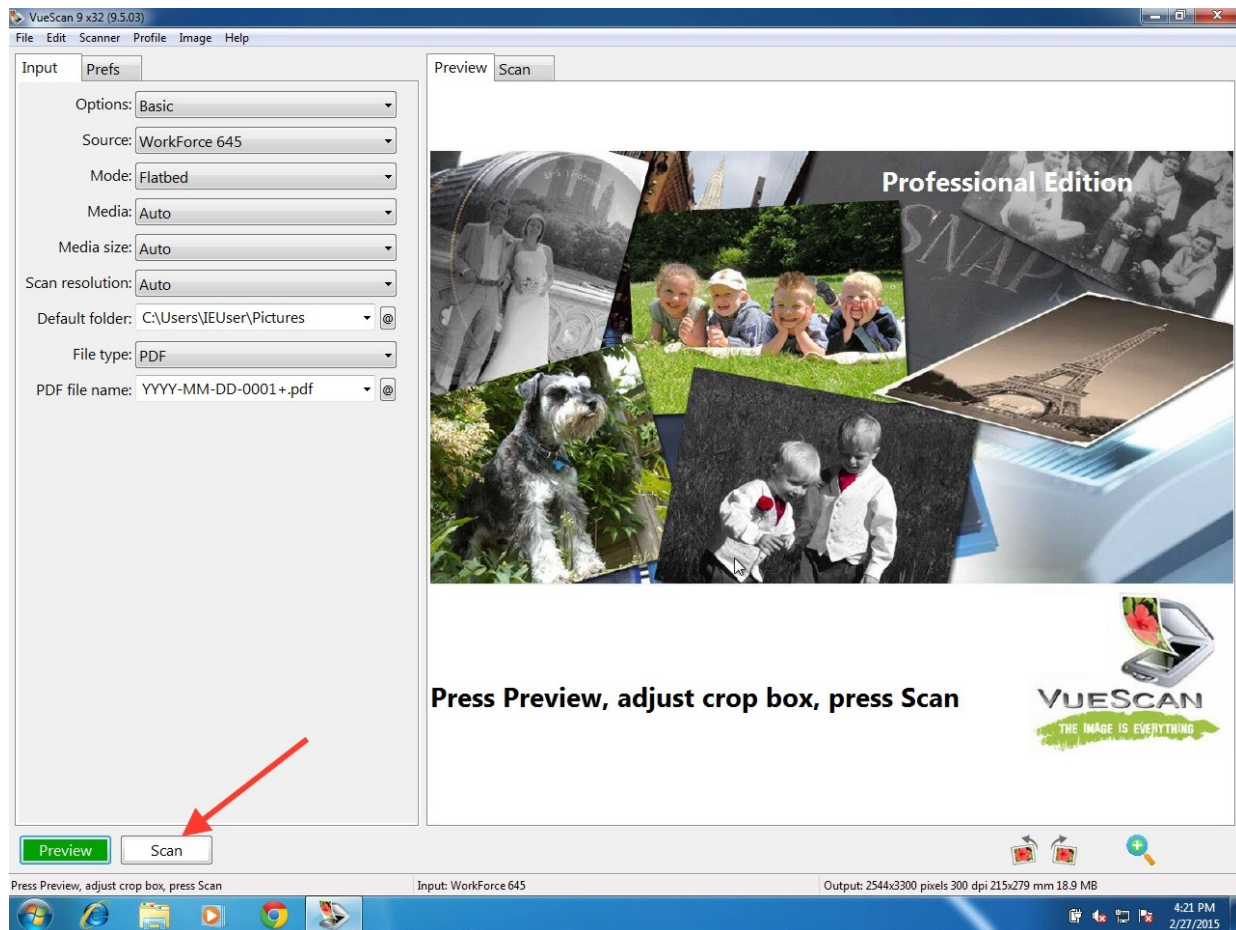 VueScan 9 x32 (9.5.03)
File Edit Scanner Profile Image Help
Input Prefs
Options: Basic
Source: WorkForce 645
Mode: Flatbed
Media: Auto
Media size: Auto
Scan resolution: Auto
Default folder: C:\Users\IEUser\Pictures @
File type: PDF
PDF file name: YYYY-MM-DD-0001+.pdf @
Preview Scan
Professional Edition
SNAP
Press Preview, adjust crop box, press Scan
VUESCAN
THE IMAGE IS EVERYTHING
Preview Scan
Press Preview, adjust crop box, press Scan Input: WorkForce 645 Output: 2544x3300 pixels 300 dpi 215x279 mm 18.9 MB
4:21 PM
2/27/2015